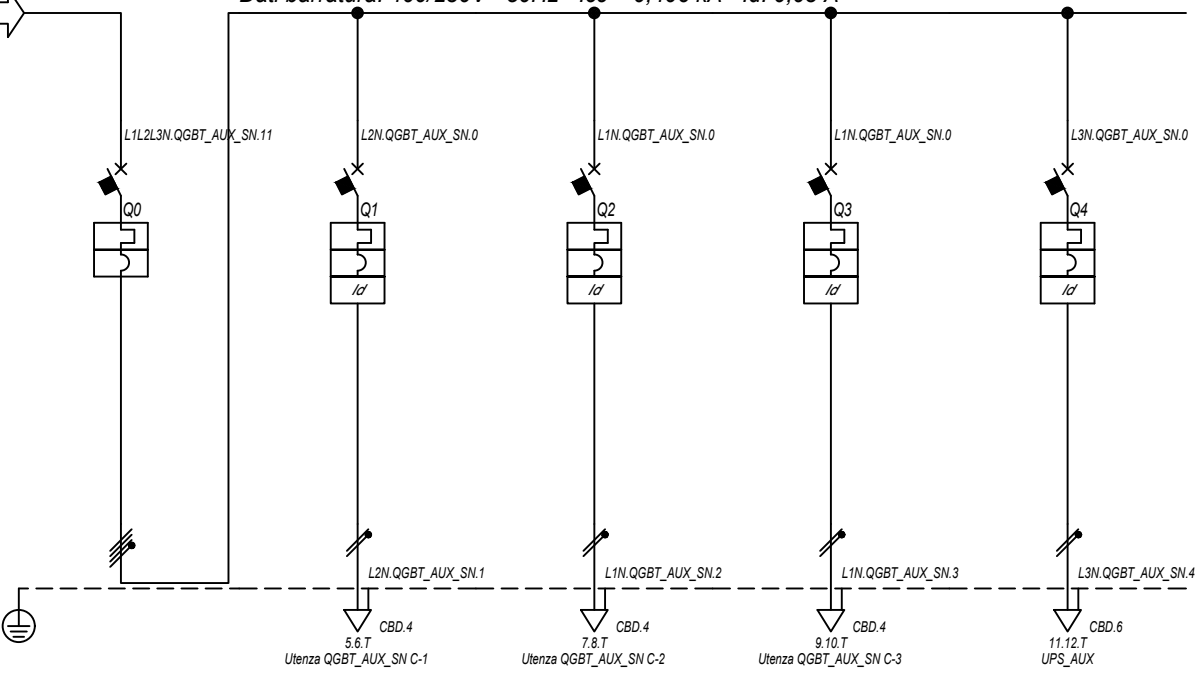 L1L2L3N.QGBT_AUX_SN.11
L2N.QGBT_AUX_SN.0
L1N.QGBT_AUX_SN.0
L1N.QGBT_AUX_SN.0
L3N.QGBT_AUX_SN.0
Q0
Q1
Q2
Q3
Q4
Id
Id
Id
Id
L2N.QGBT_AUX_SN.1
L1N.QGBT_AUX_SN.2
L1N.QGBT_AUX_SN.3
L3N.QGBT_AUX_SN.4
CBD.4
CBD.4
CBD.4
CBD.6
5.6.T
7.8.T
9.10.T
11.12.T
Utenza QGBT_AUX_SN C-1
Utenza QGBT_AUX_SN C-2
Utenza QGBT_AUX_SN C-3
UPS_AUX